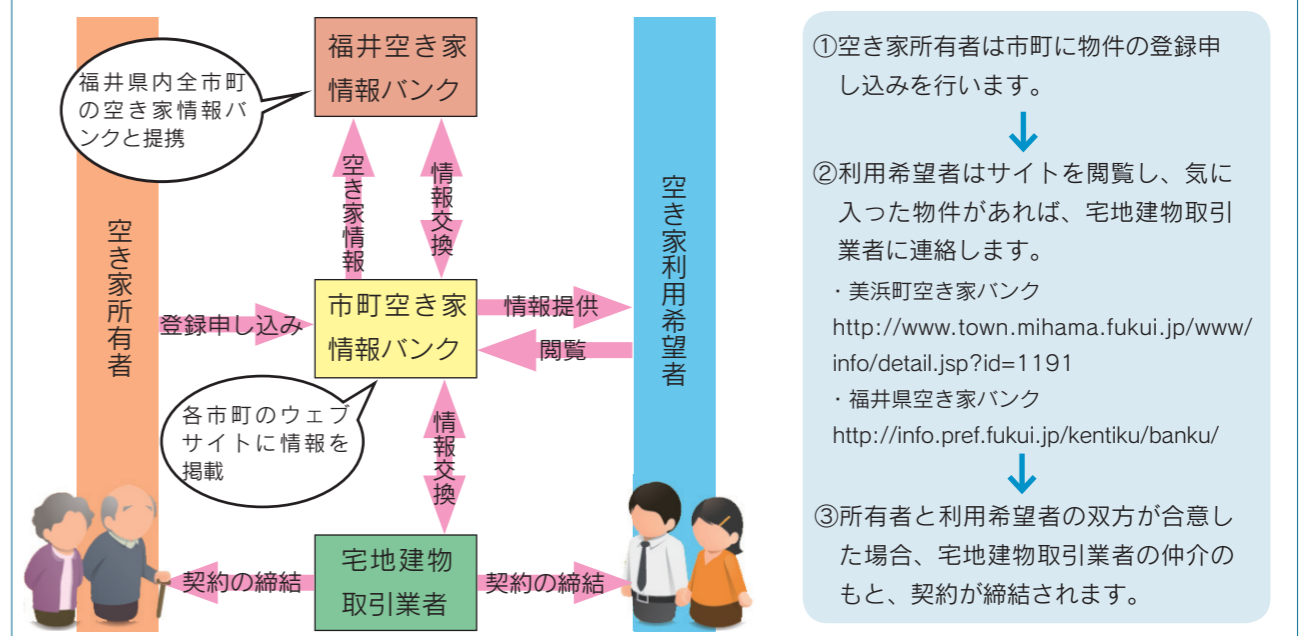 福井空き家
情報バンク
福井県内全市町
の空き家情報バ
ンクと提携
空き家情報
情報交換
空き家所有者
空き家利用希望者
登録申し込み
市町空き家
情報バンク
情報提供
閲覧
各市町のウェブ
サイトに情報を
掲載
情報交換
契約の締結
宅地建物
取引業者
契約の締結
①空き家所有者は市町に物件の登録申
し込みを行います。
②利用希望者はサイトを閲覧し、気に
入った物件があれば、宅地建物取引
業者に連絡します。
・美浜町空き家バンク
http://www.town.mihama.fukui.jp/www/
info/detail.jsp?id=1191
・福井県空き家バンク
http://info.pref.fukui.jp/kentiku/banku/
③所有者と利用希望者の双方が合意し
た場合、宅地建物取引業者の仲介の
もと、契約が締結されます。